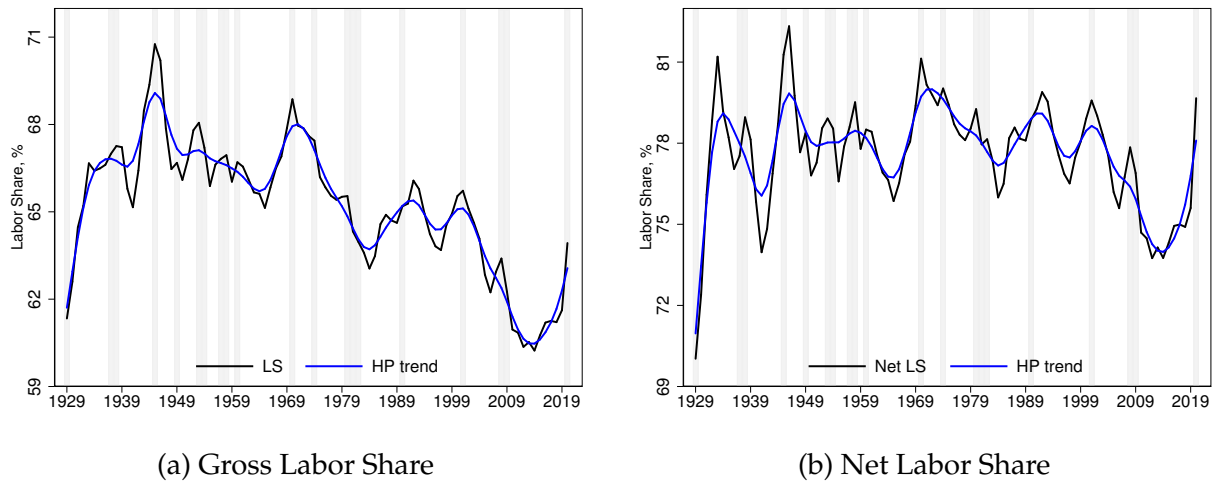 Labor Share, %
71
68
65
62
59
LS
HP trend
1929 1939 1949 1959 1969 1979 1989 1999 2009 2019
(a) Gross Labor Share
Labor Share, %
81
78
75
72
69
Net LS
HP trend
1929 1939 1949 1959 1969 1979 1989 1999 2009 2019
(b) Net Labor Share